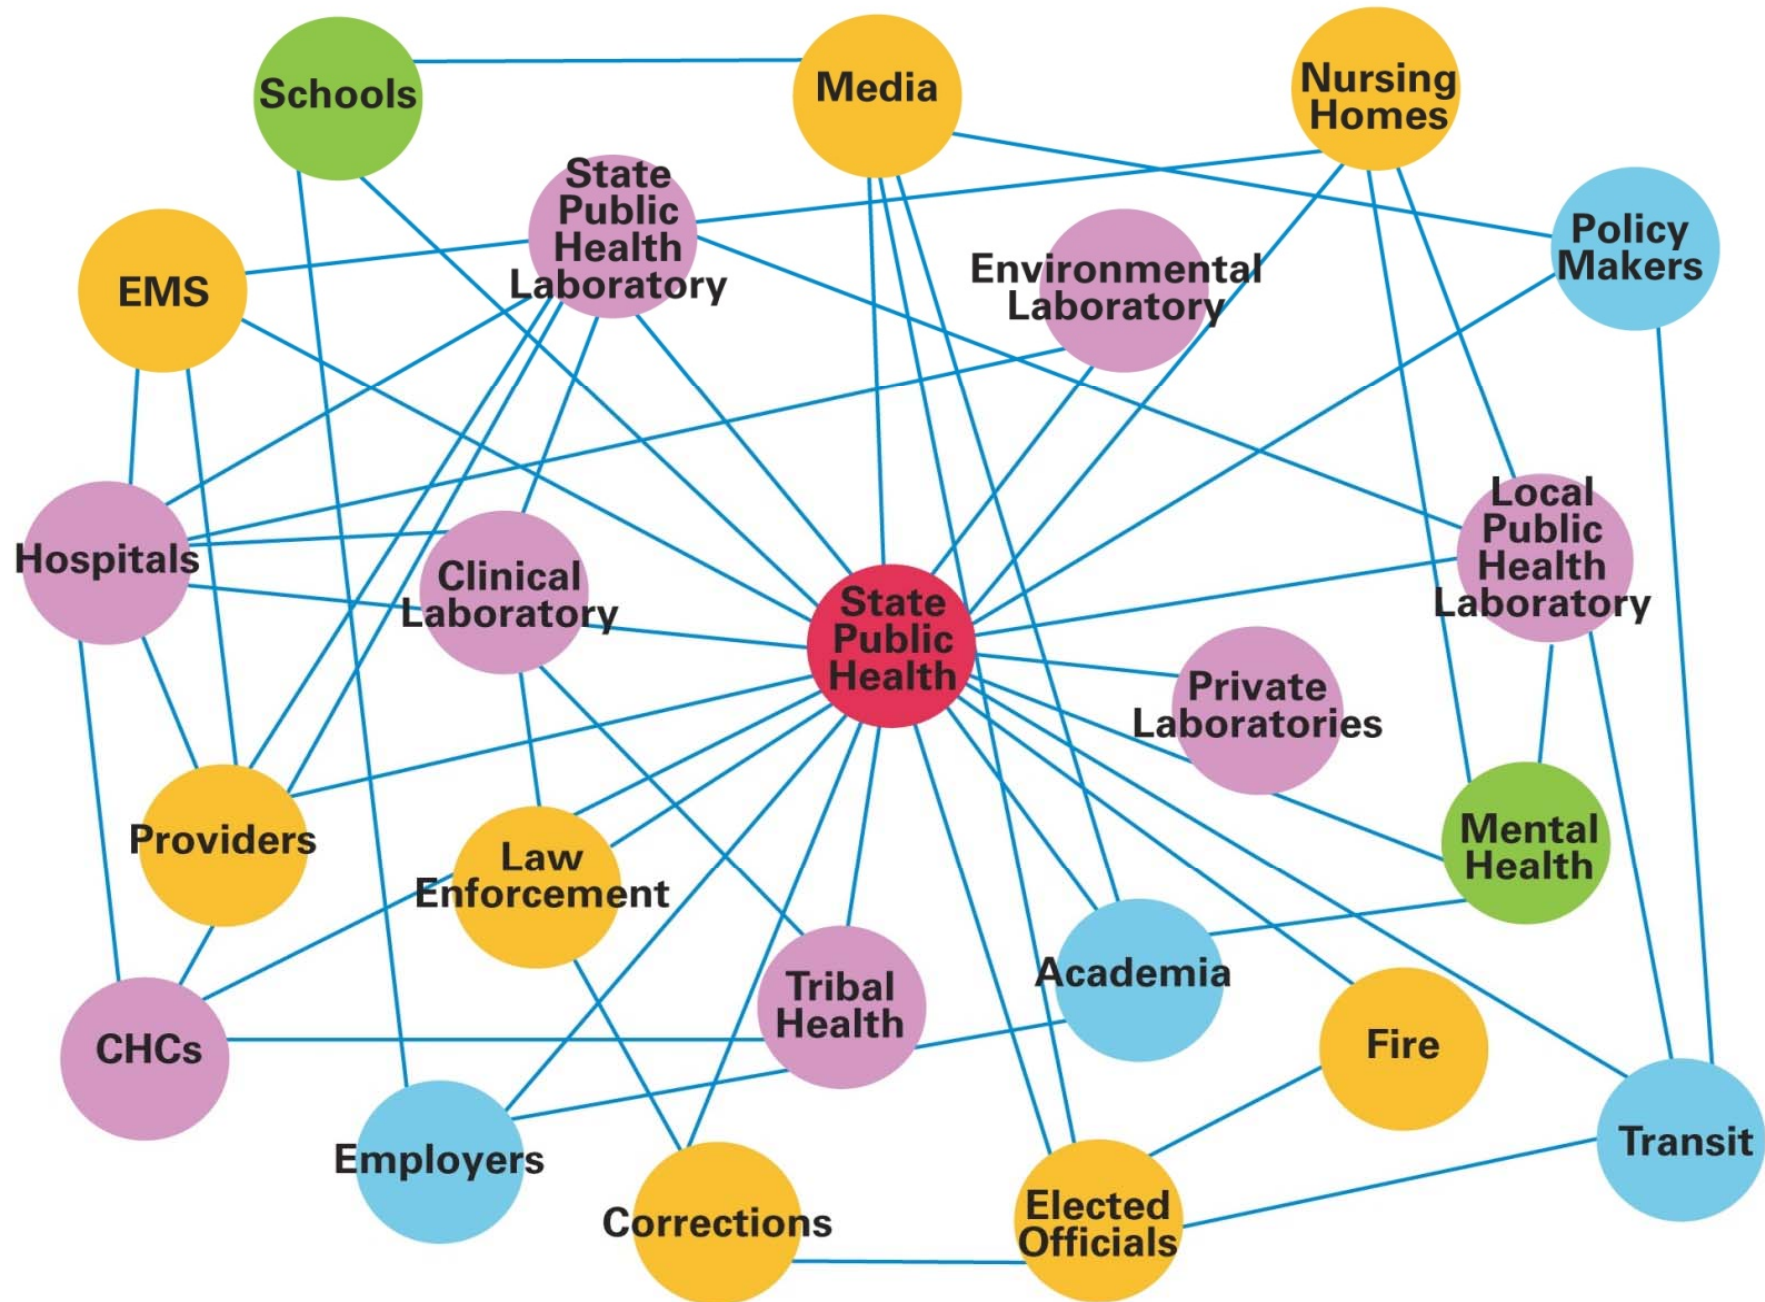 Schools
Media
Nursing
Homes
State
Public
Health
Laboratory
Policy
Makers
EMS
Environmental
Laboratory
Local
Public
Health
Laboratory
Hospitals
Clinical
Laboratory
State
Public
Health
Private
Laboratories
Providers
Law
Enforcement
Mental
Health
Tribal
Health
Academia
CHCs
Fire
Employers
Transit
Corrections
Elected
Officials